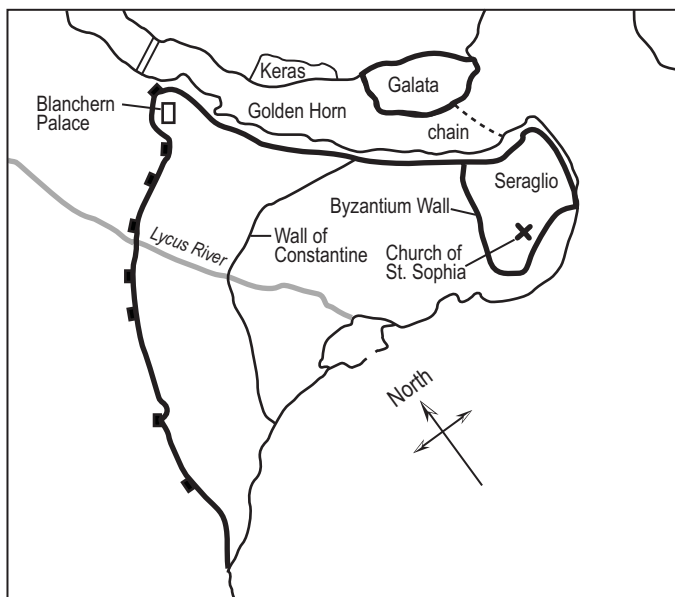 Keras
Galata
Blanchern
Palace
Golden Horn
chain
Seraglio
Byzantium Wall
Lycus River
Wall of
Constantine
Church of
St. Sophia
North